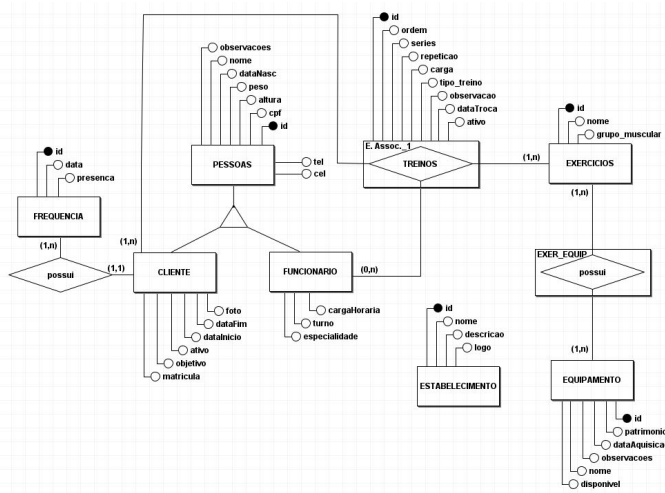 id
ordem
series
repeticao
carga
tipo_treino
observacao
dataTroca
ativo
E. Assoc._1
TREINOS
observacoes
nome
dataNasc
peso
altura
cpf
id
PESSOAS
tel
cel
id
nome
grupo_muscular
EXERCICIOS
(1,n)
(1,n)
id
data
presenca
FREQUENCIA
(1,n)
possui
(1,1)
(1,n)
CLIENTE
FUNCIONARIO
(0,n)
EXER_EQUIP
possui
(1,n)
foto
dataFim
dataInicio
ativo
objetivo
matricula
cargaHoraria
turno
especialidade
id
nome
descricao
logo
ESTABELECIMENTO
EQUIPAMENTO
id
patrimonio
dataAquisicao
observacoes
nome
disponivel